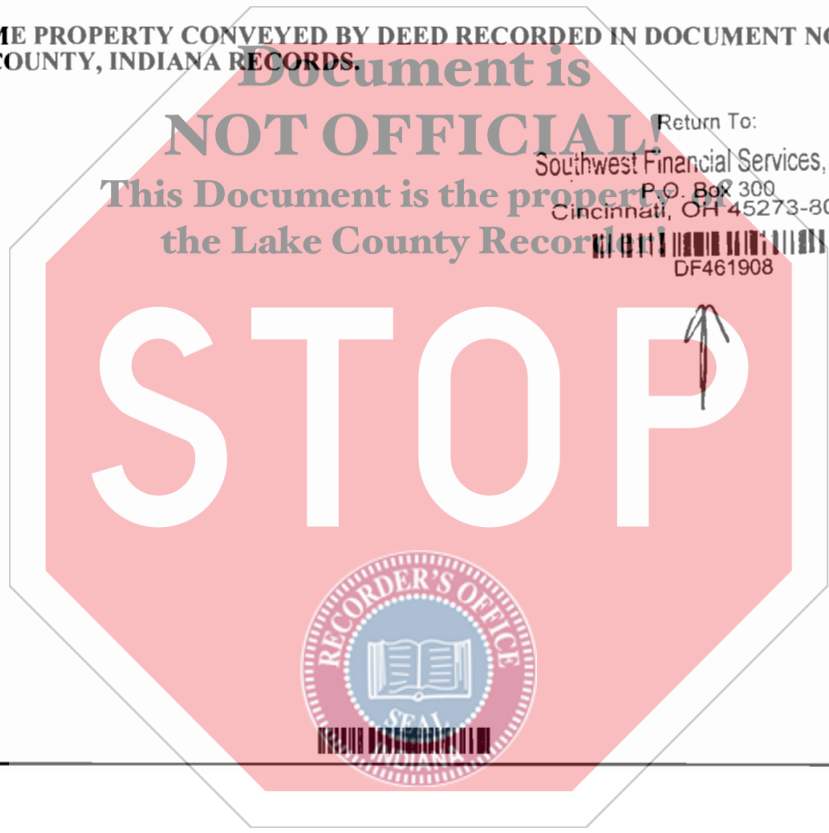 ME PROPERTY CONVEYED BY DEED RECORDED IN DOCUMENT NO
COUNTY, INDIANA RECORDS.
Document is
NOT OFFICIAL!
This Document is the property of
the Lake County Recorder!
Return To:
Southwest Financial Services,
P.O. Box 300
Cincinnati, OH 45273-80
DF461908
STOP
RECORDER'S OFFICE
SEAL
INDIANA